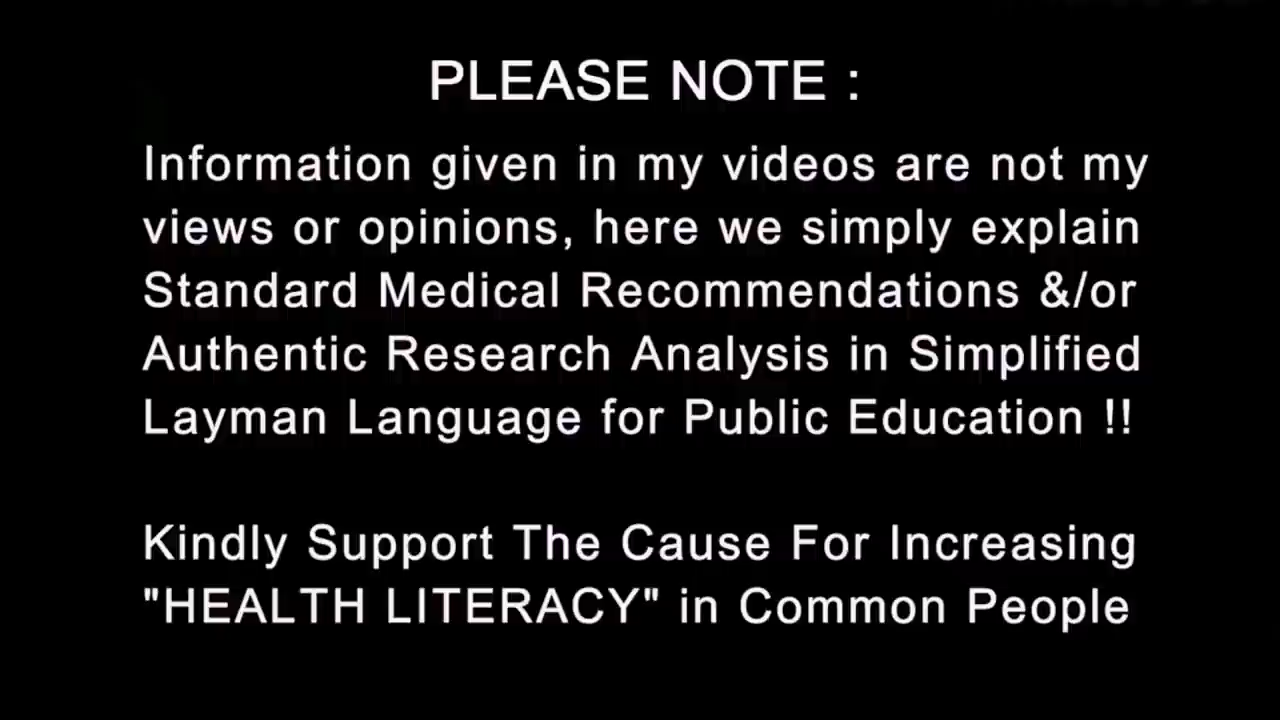 PLEASE NOTE :
Information given in my videos are not my
views or opinions, here we simply explain
Standard Medical Recommendations &/or
Authentic Research Analysis in Simplified
Layman Language for Public Education !!
Kindly Support The Cause For Increasing
"HEALTH LITERACY" in Common People